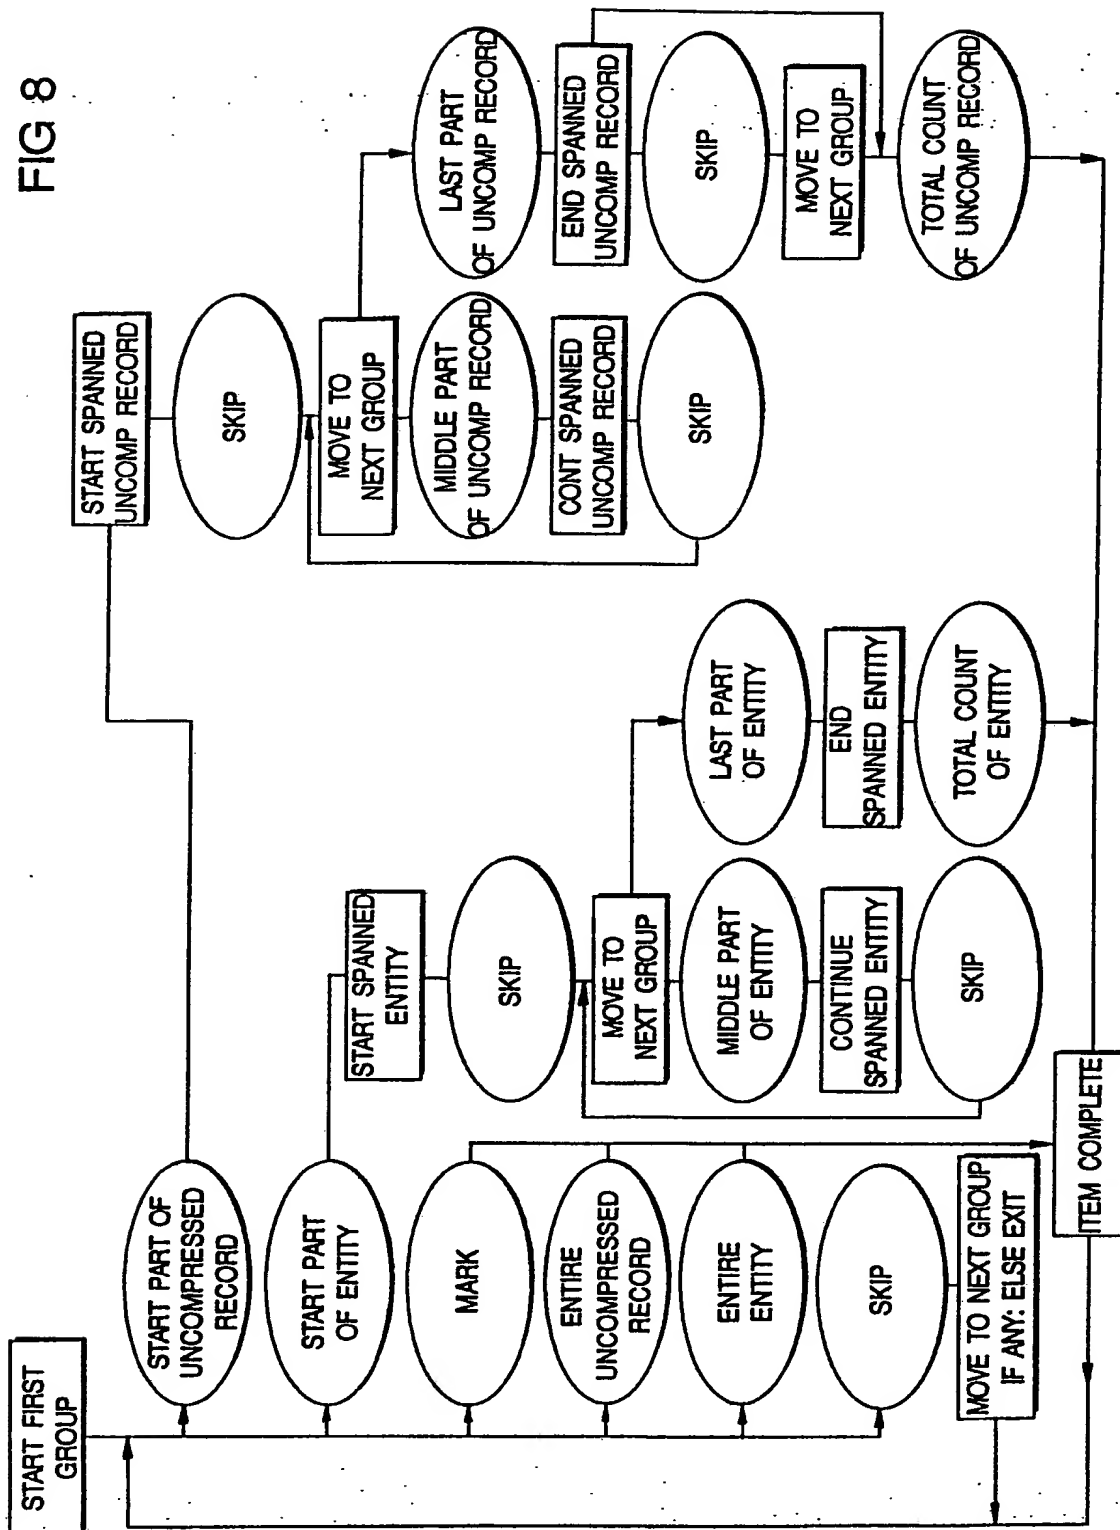 FIG 8
START FIRST
GROUP
START PART OF
UNCOMPRESSED
RECORD
START PART
OF ENTITY
MARK
ENTIRE
UNCOMPRESSED
RECORD
ENTIRE
ENTITY
SKIP
MOVE TO NEXT GROUP
IF ANY: ELSE EXIT
ITEM COMPLETE
START SPANNED
ENTITY
SKIP
MOVE TO
NEXT GROUP
MIDDLE PART
OF ENTITY
CONTINUE
SPANNED ENTITY
SKIP
LAST PART
OF ENTITY
END
SPANNED ENTITY
TOTAL COUNT
OF ENTITY
START SPANNED
UNCOMP RECORD
SKIP
MOVE TO
NEXT GROUP
MIDDLE PART
OF UNCOMP RECORD
CONT SPANNED
UNCOMP RECORD
SKIP
LAST PART
OF UNCOMP RECORD
END SPANNED
UNCOMP RECORD
SKIP
MOVE TO
NEXT GROUP
TOTAL COUNT
OF UNCOMP RECORD